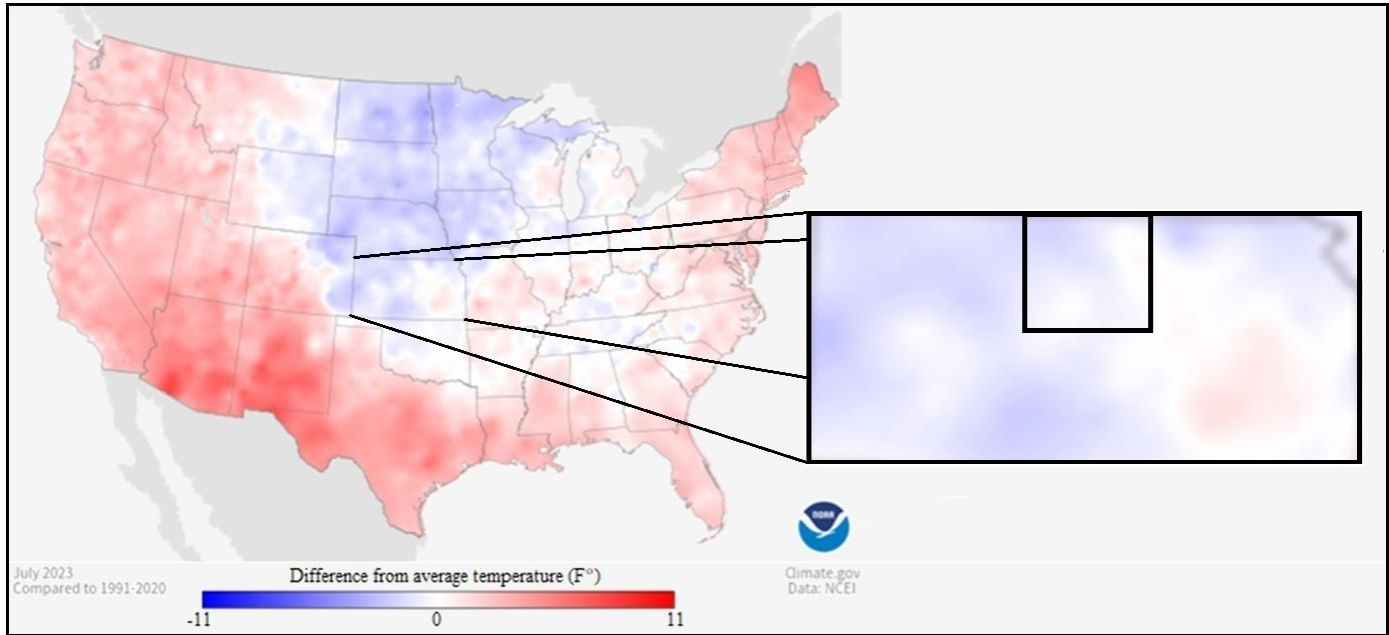 NOAA
July 2023
Compared to 1991-2020
Difference from average temperature (F°)
-11
0
11
Climate.gov
Data: NCEI